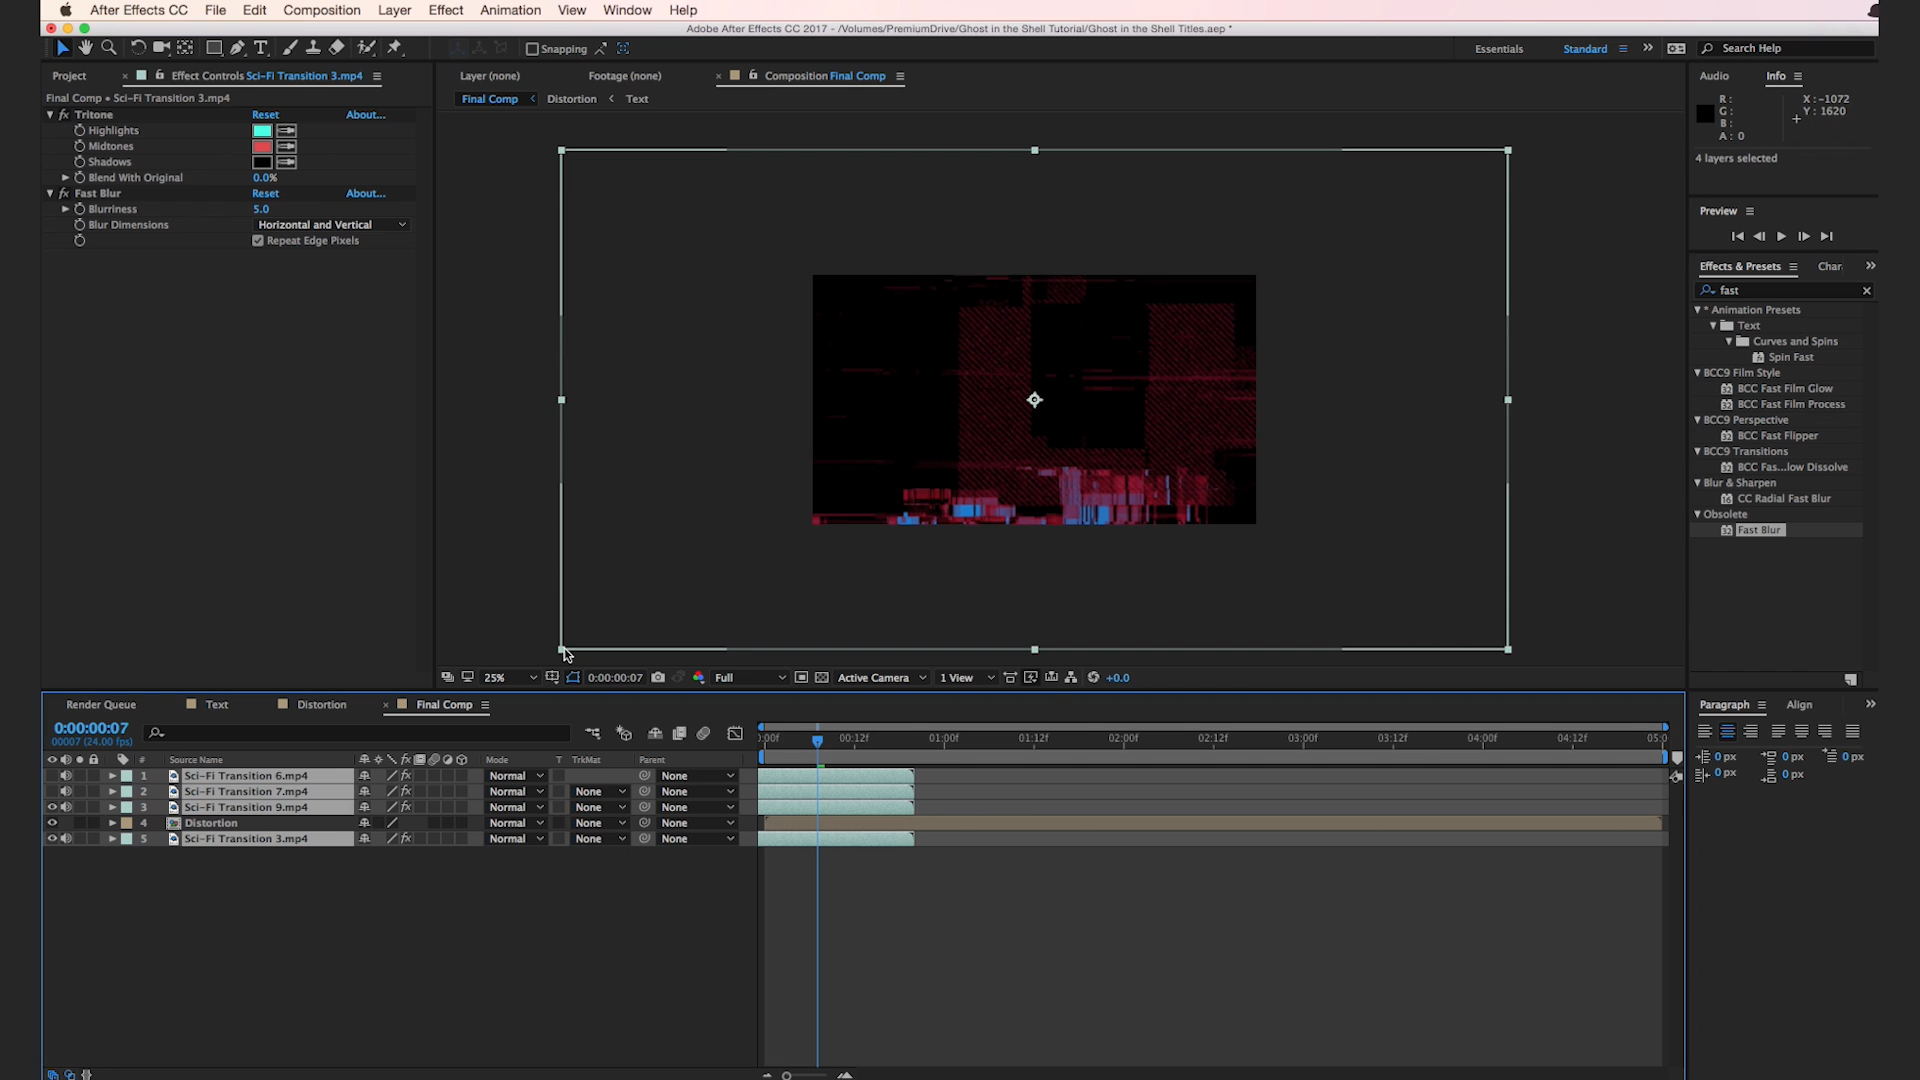 After Effects CC File Edit Composition Layer Effect Animation View Window Help
Adobe After Effects CC 2017 - /Volumes/PremiumDrive/Ghost in the Shell Tutorial/Ghost in the Shell Titles.aep *
Snapping Essentials Standard Search Help
Project Effect Controls Sci-Fi Transition 3.mp4 Layer (none) Footage (none) Composition Final Comp Audio Info
Final Comp • Sci-Fi Transition 3.mp4 Final Comp Distortion Text
R: G: B: A: 0 X: -1072 Y: 1620
4 layers selected
Tritone Reset About...
Highlights
Midtones
Shadows
Blend With Original 0.0%
fx Fast Blur Reset About...
Blurriness 5.0
Blur Dimensions Horizontal and Vertical
Repeat Edge Pixels
Preview
Effects & Presets Char
fast
* Animation Presets
Text
Curves and Spins
Spin Fast
BCC9 Film Style
BCC Fast Film Glow
BCC Fast Film Process
BCC9 Perspective
BCC Fast Flipper
BCC9 Transitions
BCC Fas...low Dissolve
Blur & Sharpen
CC Radial Fast Blur
Obsolete
Fast Blur
25% 0:00:00:07 Full Active Camera 1 View +0.0
Render Queue Text Distortion Final Comp Paragraph Align
0:00:00:07
00007 (24.00 fps)
:00f 00:12f 01:00f 01:12f 02:00f 02:12f 03:00f 03:12f 04:00f 04:12f 05:0
0 px 0 px 0 px
0 px 0 px
# Source Name Mode T TrkMat Parent
1 Sci-Fi Transition 6.mp4 fx Normal None
2 Sci-Fi Transition 7.mp4 fx Normal None None
3 Sci-Fi Transition 9.mp4 fx Normal None None
4 Distortion Normal None None
5 Sci-Fi Transition 3.mp4 fx Normal None None